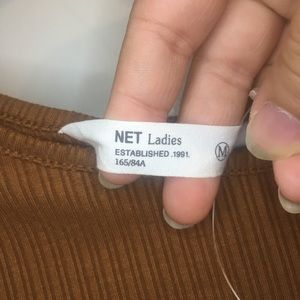 NET Ladies
ESTABLISHED .1991.
165/84A
M